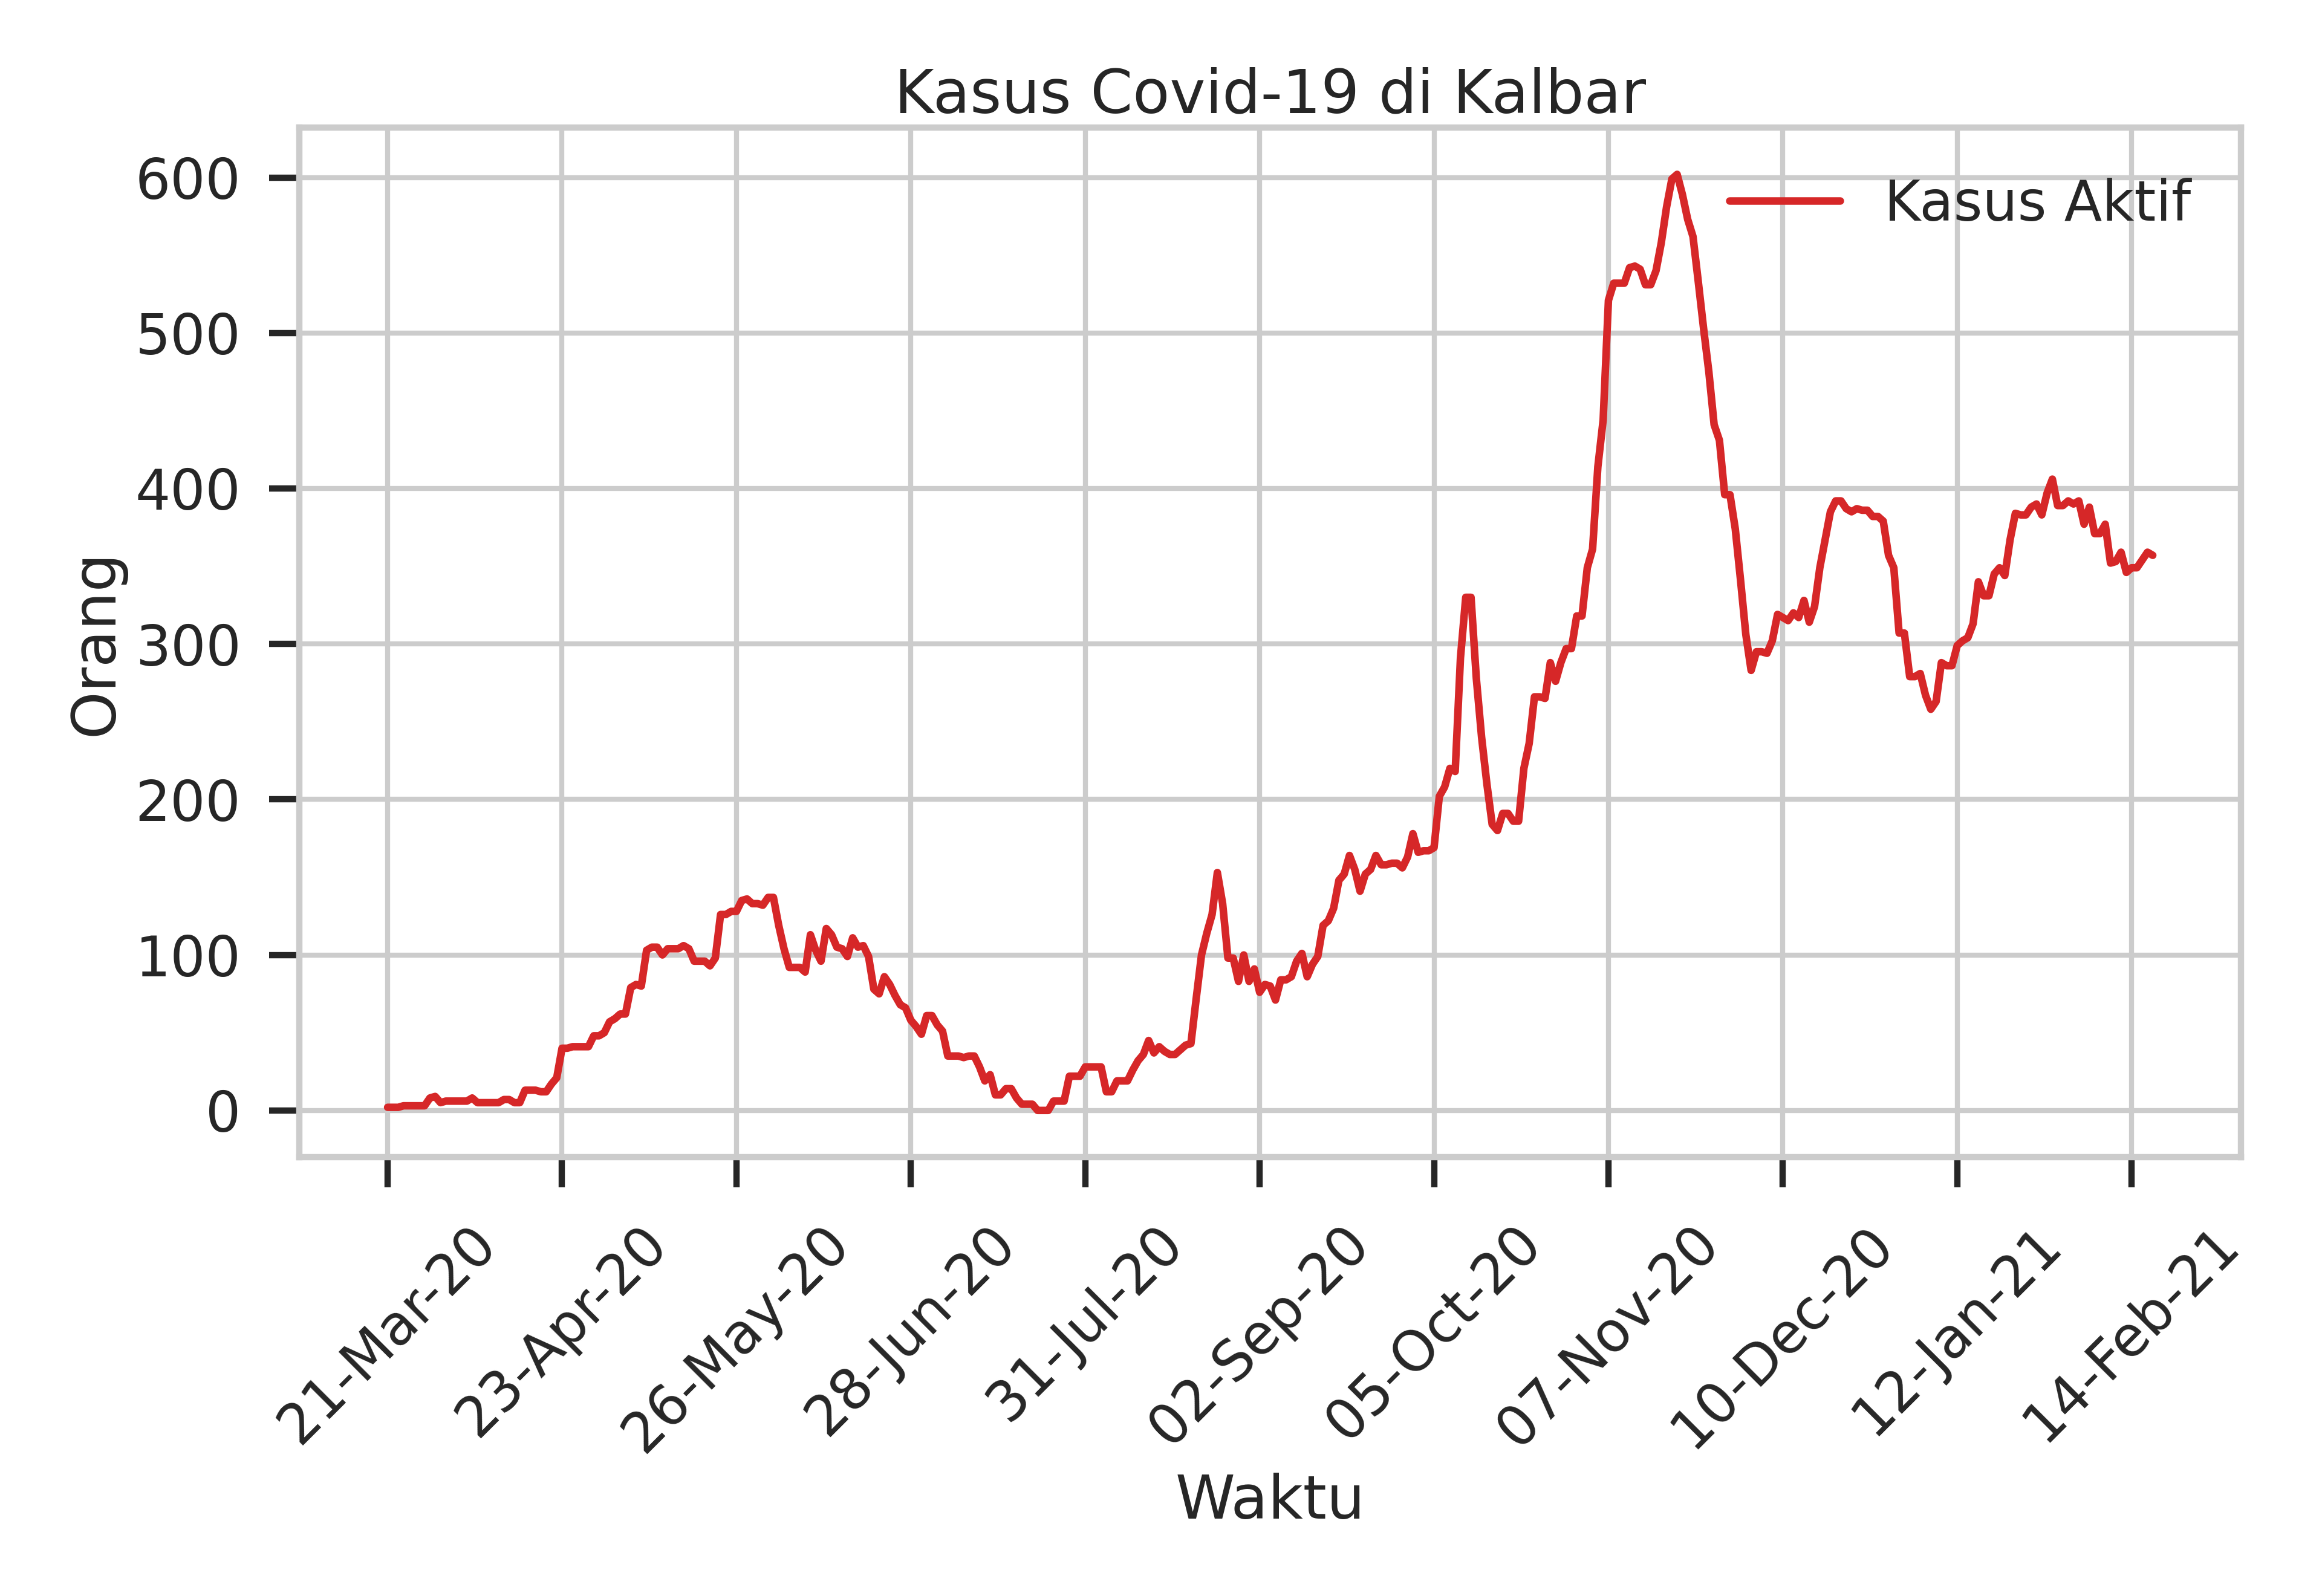 Kasus Covid-19 di Kalbar
Kasus Aktif
600
500
400
300
200
100
0
Orang
21-Mar-20
23-Apr-20
26-May-20
28-Jun-20
31-Jul-20
02-Sep-20
05-Oct-20
07-Nov-20
10-Dec-20
12-Jan-21
14-Feb-21
Waktu